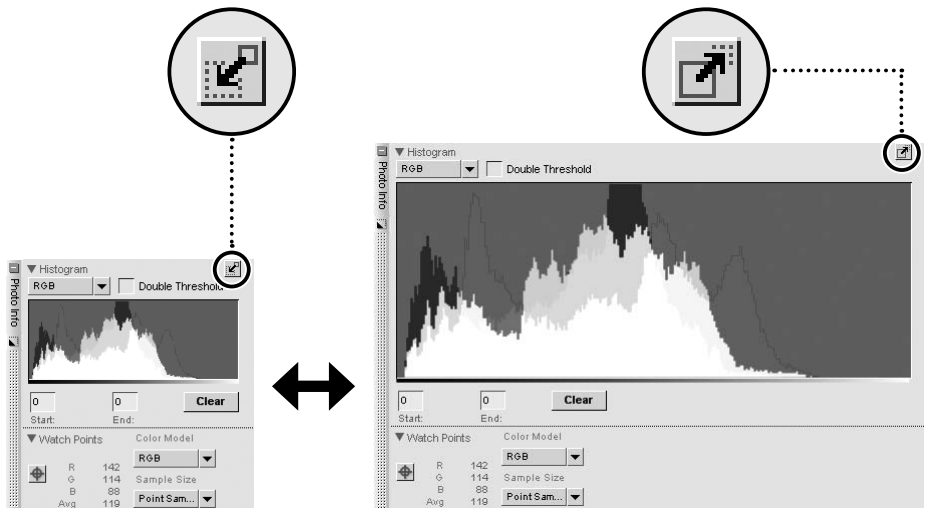 Photo Info
Histogram
RGB Double Threshold
0 0 Clear
Start: End:
Watch Points Color Model
RGB
R 142
G 114 Sample Size
B 88
Avg 119 Point Sam...
Photo Info
Histogram
RGB Double Threshold
0 0 Clear
Start: End:
Watch Points Color Model
RGB
R 142
G 114 Sample Size
B 88
Avg 119 Point Sam...